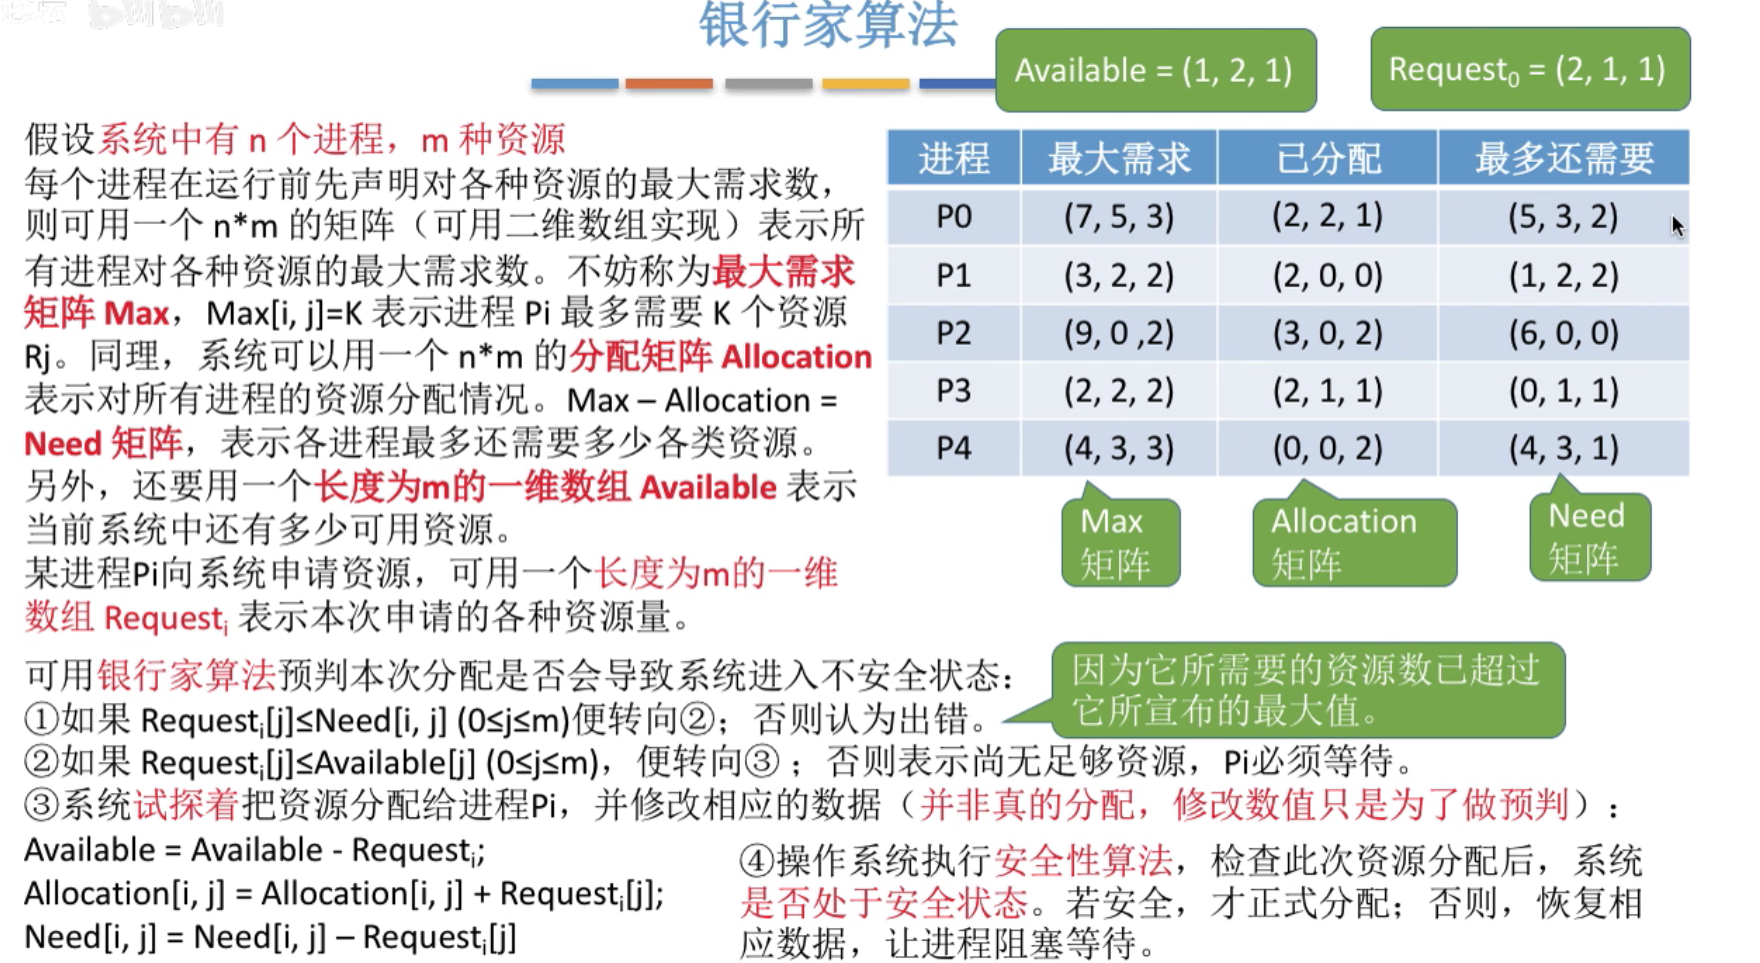 银行家算法
Available = (1, 2, 1)
Request0 = (2, 1, 1)
假设系统中有 n 个进程，m 种资源
每个进程在运行前先声明对各种资源的最大需求数，
则可用一个 n*m 的矩阵（可用二维数组实现）表示所
有进程对各种资源的最大需求数。不妨称为最大需求
矩阵 Max，Max[i, j]=K 表示进程 Pi 最多需要 K 个资源
Rj。同理，系统可以用一个 n*m 的分配矩阵 Allocation
表示对所有进程的资源分配情况。Max – Allocation =
Need 矩阵，表示各进程最多还需要多少各类资源。
另外，还要用一个长度为m的一维数组 Available 表示
当前系统中还有多少可用资源。
某进程Pi向系统申请资源，可用一个长度为m的一维
数组 Requesti 表示本次申请的各种资源量。
进程 最大需求 已分配 最多还需要
P0 (7, 5, 3) (2, 2, 1) (5, 3, 2)
P1 (3, 2, 2) (2, 0, 0) (1, 2, 2)
P2 (9, 0 ,2) (3, 0, 2) (6, 0, 0)
P3 (2, 2, 2) (2, 1, 1) (0, 1, 1)
P4 (4, 3, 3) (0, 0, 2) (4, 3, 1)
Max
矩阵
Allocation
矩阵
Need
矩阵
可用银行家算法预判本次分配是否会导致系统进入不安全状态：
①如果 Requesti[j]≤Need[i, j] (0≤j≤m)便转向②；否则认为出错。
因为它所需要的资源数已超过
它所宣布的最大值。
②如果 Requesti[j]≤Available[j] (0≤j≤m)，便转向③；否则表示尚无足够资源，Pi必须等待。
③系统试探着把资源分配给进程Pi，并修改相应的数据（并非真的分配，修改数值只是为了做预判）：
Available = Available - Requesti;
Allocation[i, j] = Allocation[i, j] + Requesti[j];
Need[i, j] = Need[i, j] – Requesti[j]
④操作系统执行安全性算法，检查此次资源分配后，系统
是否处于安全状态。若安全，才正式分配；否则，恢复相
应数据，让进程阻塞等待。